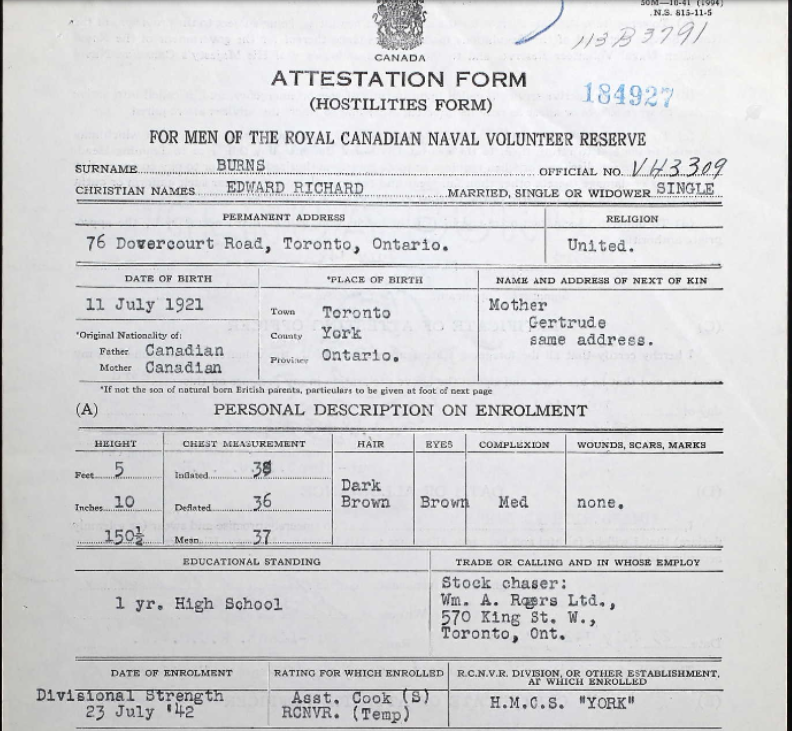 50M—10-41 (1994)
N.S. 815-11-5
113 B 3791
CANADA
ATTESTATION FORM
184927
(HOSTILITIES FORM)
FOR MEN OF THE ROYAL CANADIAN NAVAL VOLUNTEER RESERVE
SURNAME BURNS OFFICIAL NO. V43309
CHRISTIAN NAMES EDWARD RICHARD MARRIED, SINGLE OR WIDOWER SINGLE
PERMANENT ADDRESS RELIGION
76 Dovercourt Road, Toronto, Ontario. United.
DATE OF BIRTH *PLACE OF BIRTH NAME AND ADDRESS OF NEXT OF KIN
11 July 1921 Town Toronto Mother
Gertrude
*Original Nationality of: County York same address.
Father Canadian Province Ontario.
Mother Canadian
*If not the son of natural born British parents, particulars to be given at foot of next page
(A) PERSONAL DESCRIPTION ON ENROLMENT
HEIGHT CHEST MEASUREMENT HAIR EYES COMPLEXION WOUNDS, SCARS, MARKS
Feet 5 Inflated 38
Dark
Inches 10 Deflated 36 Brown Brown Med none.
150½ Mean 37
EDUCATIONAL STANDING TRADE OR CALLING AND IN WHOSE EMPLOY
Stock chaser:
1 yr. High School Wm. A. Rogers Ltd.,
570 King St. W.,
Toronto, Ont.
DATE OF ENROLMENT RATING FOR WHICH ENROLLED R.C.N.V.R. DIVISION, OR OTHER ESTABLISHMENT,
AT WHICH ENROLLED
Divisional Strength Asst. Cook (S) H.M.C.S. "YORK"
23 July '42 RCNVR. (Temp)